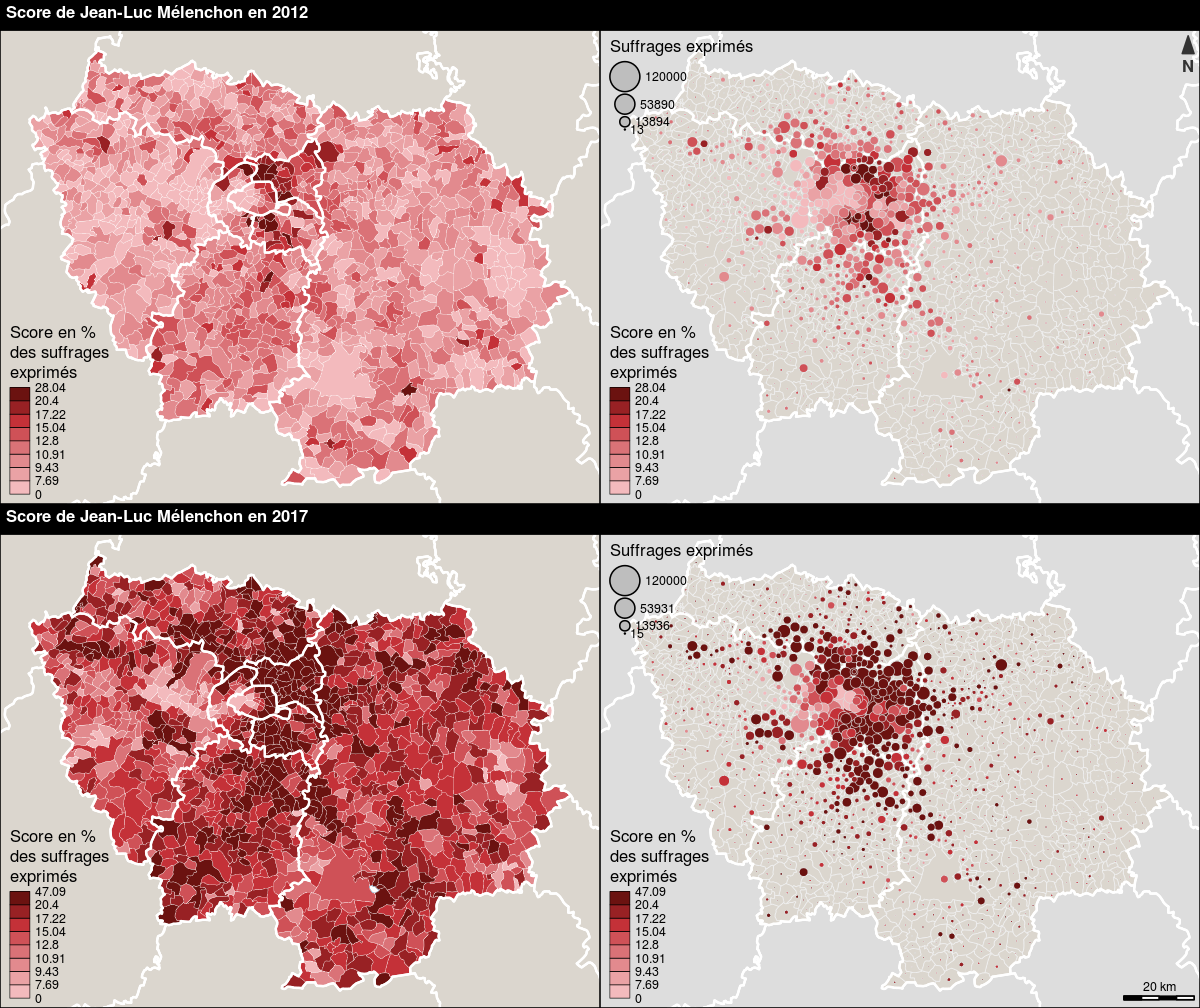 Score de Jean-Luc Mélenchon en 2012
Score en %
des suffrages
exprimés
28.04
20.4
17.22
15.04
12.8
10.91
9.43
7.69
0
Suffrages exprimés
120000
53890
13894
13
N
Score en %
des suffrages
exprimés
28.04
20.4
17.22
15.04
12.8
10.91
9.43
7.69
0
Score de Jean-Luc Mélenchon en 2017
Score en %
des suffrages
exprimés
47.09
20.4
17.22
15.04
12.8
10.91
9.43
7.69
0
Suffrages exprimés
120000
53931
13936
15
Score en %
des suffrages
exprimés
47.09
20.4
17.22
15.04
12.8
10.91
9.43
7.69
0
20 km